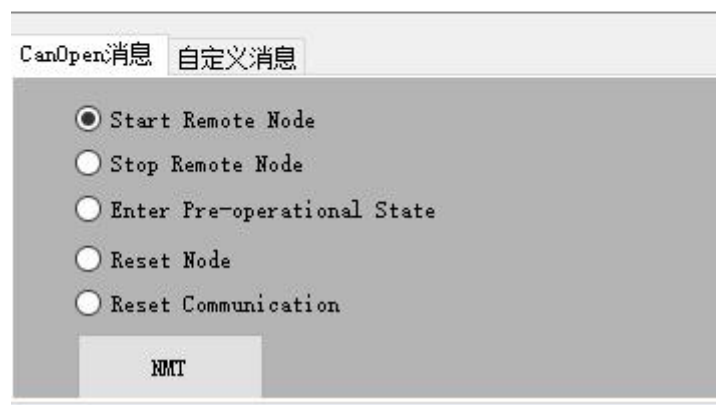 CanOpen消息 自定义消息
Start Remote Node
Stop Remote Node
Enter Pre-operational State
Reset Node
Reset Communication
NMT